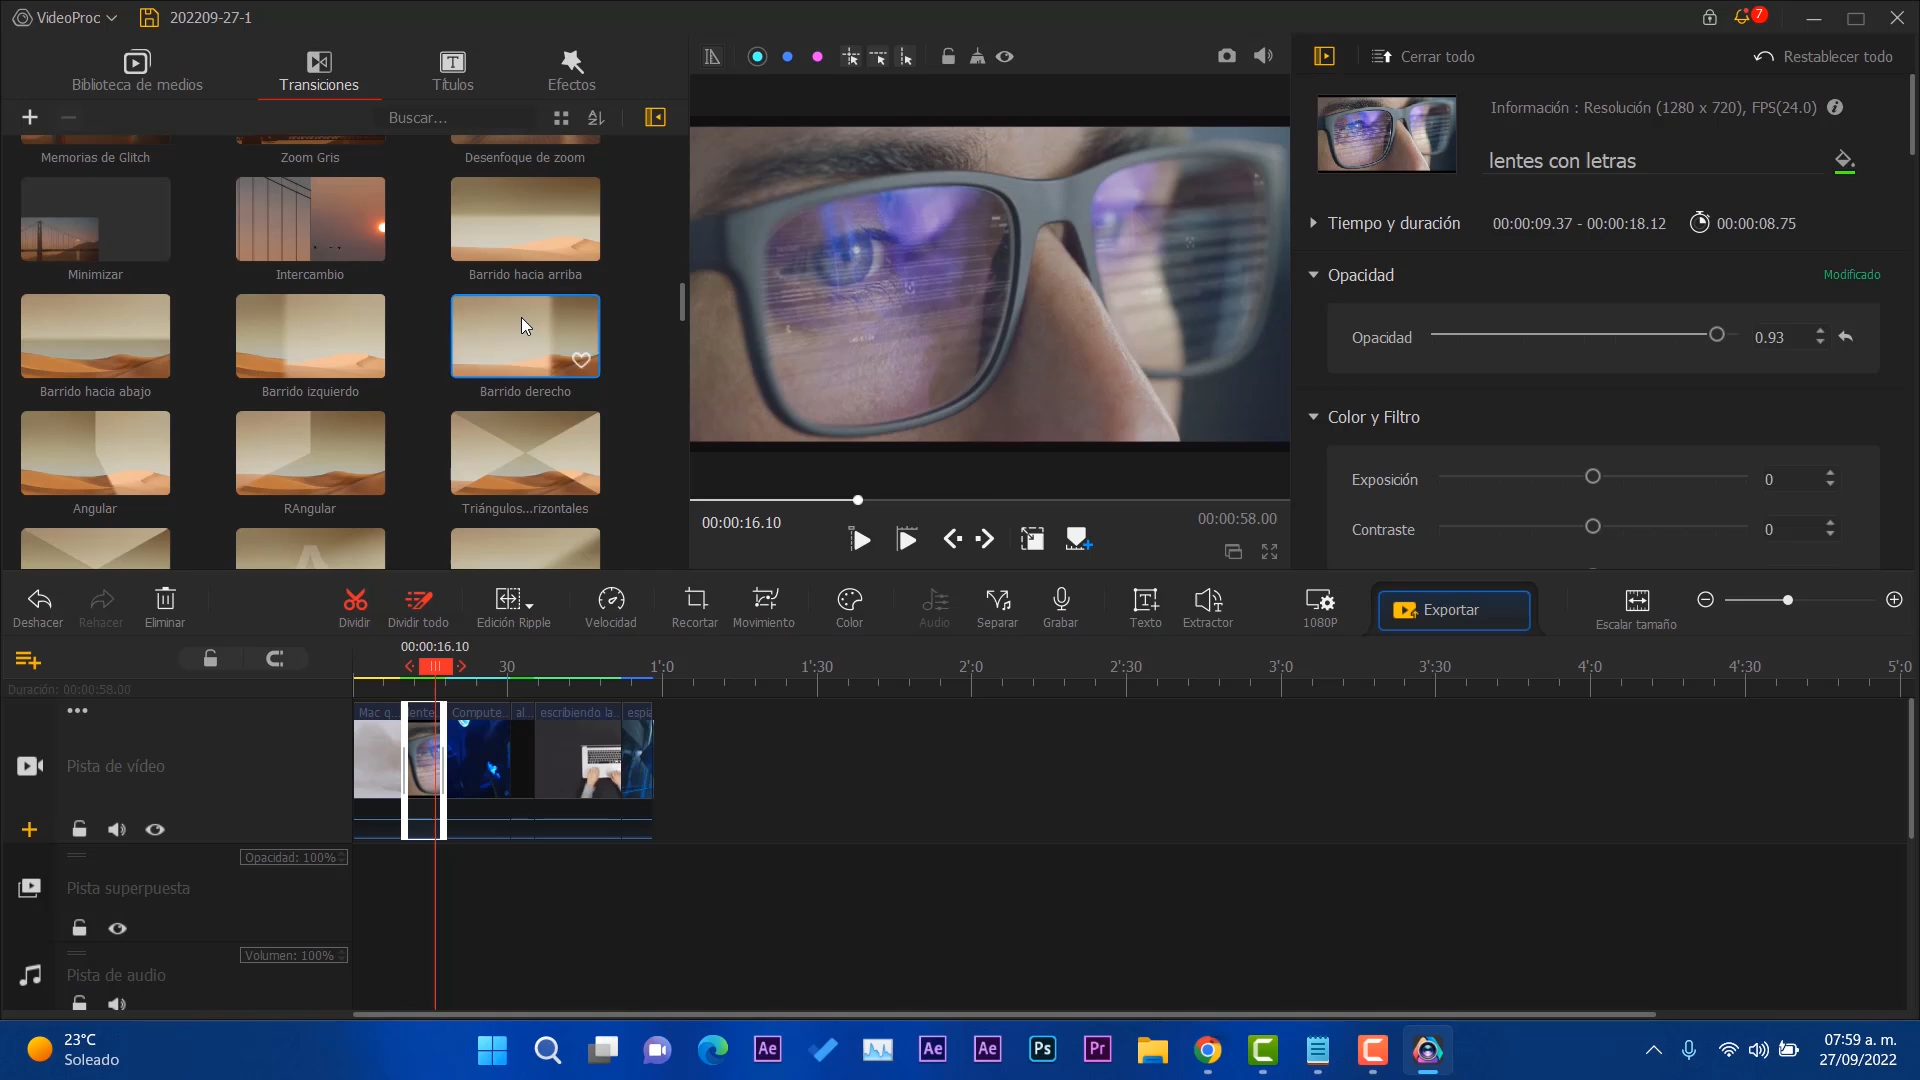 VideoProc
202209-27-1
7
Biblioteca de medios
Transiciones
Títulos
Efectos
Cerrar todo
Restablecer todo
Buscar...
Memorias de Glitch
Zoom Gris
Desenfoque de zoom
Minimizar
Intercambio
Barrido hacia arriba
Barrido hacia abajo
Barrido izquierdo
Barrido derecho
Angular
RAngular
Triángulos...rizontales
00:00:16.10
00:00:58.00
Información : Resolución (1280 x 720), FPS(24.0)
lentes con letras
Tiempo y duración
00:00:09.37 - 00:00:18.12
00:00:08.75
Opacidad
Modificado
Opacidad
0.93
Color y Filtro
Exposición
0
Contraste
0
Deshacer
Rehacer
Eliminar
Dividir
Dividir todo
Edición Ripple
Velocidad
Recortar
Movimiento
Color
Audio
Separar
Grabar
Texto
Extractor
1080P
Exportar
Escalar tamaño
00:00:16.10
30
1'0
1'30
2'0
2'30
3'0
3'30
4'0
4'30
5'0
Duración: 00:00:58.00
Mac q...
lente
Compute...
al...
escribiendo la...
espia
Pista de vídeo
Opacidad: 100%
Pista superpuesta
Volumen: 100%
Pista de audio
23°C
Soleado
Ae
Ae
Ae
Ps
Pr
07:59 a. m.
27/09/2022